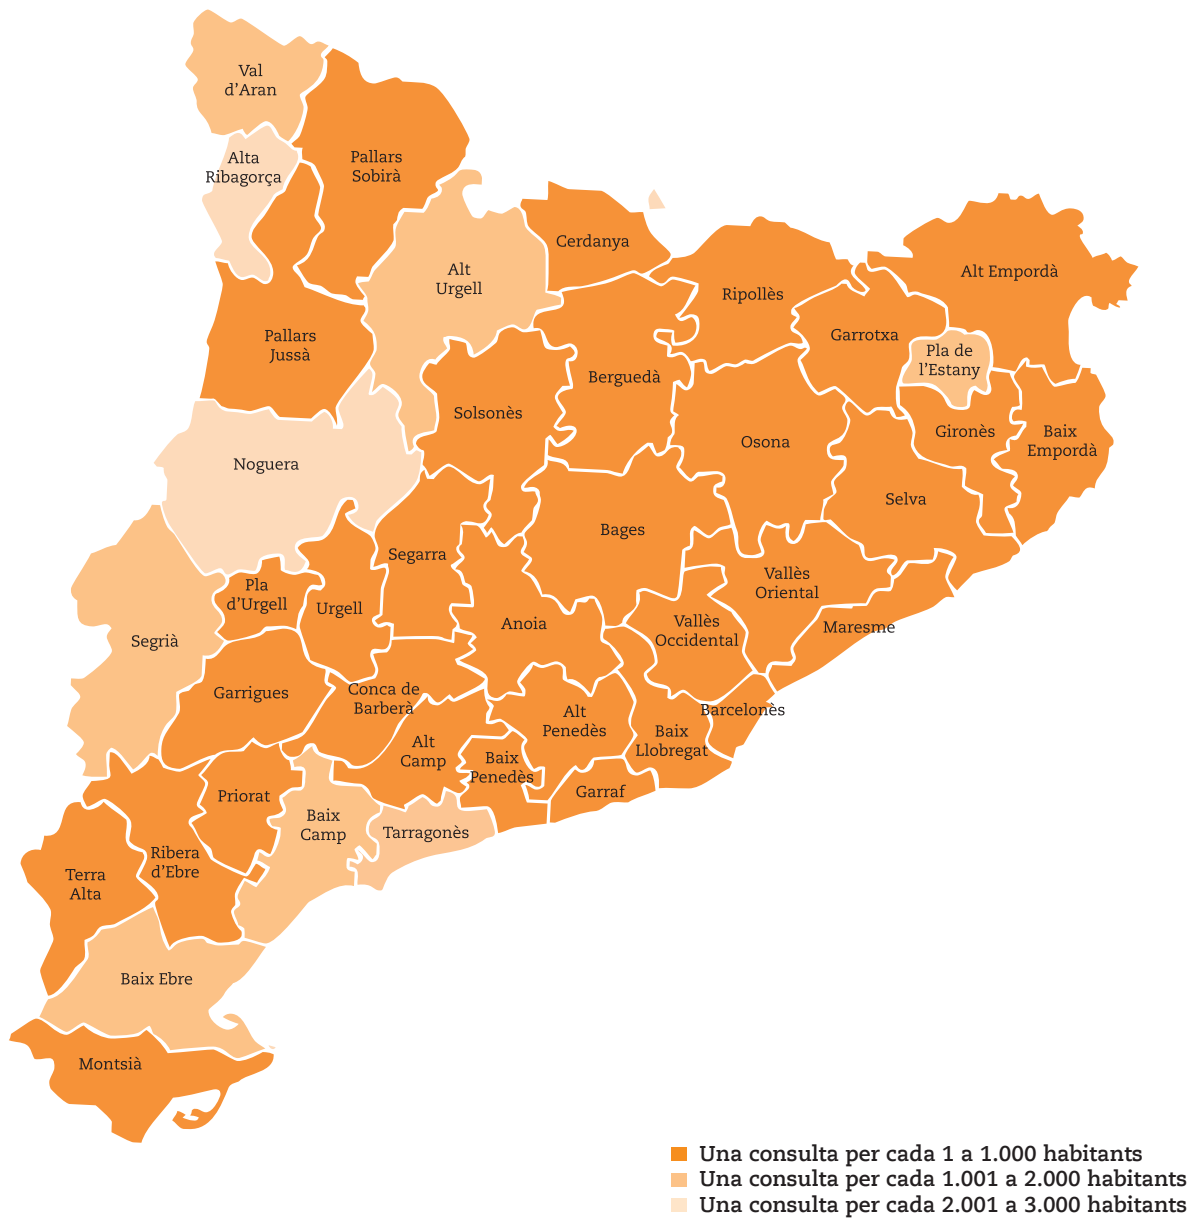 Val
d'Aran
Alta
Ribagorça
Pallars
Sobirà
Cerdanya
Alt
Urgell
Alt Empordà
Ripollès
Pallars
Jussà
Garrotxa
Pla de
l'Estany
Berguedà
Solsonès
Gironès
Baix
Empordà
Osona
Noguera
Selva
Bages
Segarra
Vallès
Oriental
Pla
d'Urgell
Urgell
Anoia
Vallès
Occidental
Maresme
Segrià
Garrigues
Conca de
Barberà
Barcelonès
Alt
Penedès
Baix
Llobregat
Alt
Camp
Baix
Penedès
Garraf
Priorat
Baix
Camp
Tarragonès
Ribera
d'Ebre
Terra
Alta
Baix Ebre
Montsià
Una consulta per cada 1 a 1.000 habitants
Una consulta per cada 1.001 a 2.000 habitants
Una consulta per cada 2.001 a 3.000 habitants